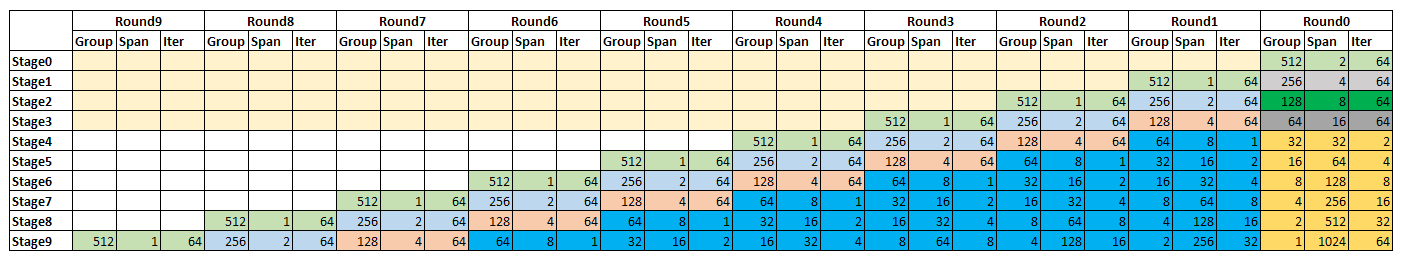 Round9 Round8 Round7 Round6 Round5 Round4 Round3 Round2 Round1 Round0
Group Span Iter Group Span Iter Group Span Iter Group Span Iter Group Span Iter Group Span Iter Group Span Iter Group Span Iter Group Span Iter Group Span Iter
Stage0 512 2 64
Stage1 512 1 64 256 4 64
Stage2 512 1 64 256 2 64 128 8 64
Stage3 512 1 64 256 2 64 128 4 64 64 16 64
Stage4 512 1 64 256 2 64 128 4 64 64 8 1 32 32 2
Stage5 512 1 64 256 2 64 128 4 64 64 8 1 32 16 2 16 64 4
Stage6 512 1 64 256 2 64 128 4 64 64 8 1 32 16 2 16 32 4 8 128 8
Stage7 512 1 64 256 2 64 128 4 64 64 8 1 32 16 2 16 32 4 8 64 8 4 256 16
Stage8 512 1 64 256 2 64 128 4 64 64 8 1 32 16 2 16 32 4 8 64 8 4 128 16 2 512 32
Stage9 512 1 64 256 2 64 128 4 64 64 8 1 32 16 2 16 32 4 8 64 8 4 128 16 2 256 32 1 1024 64